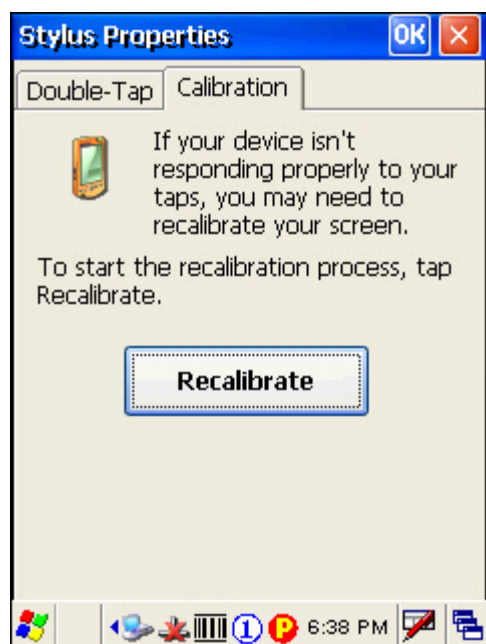 Stylus Properties OK
Double-Tap Calibration
If your device isn't
responding properly to your
taps, you may need to
recalibrate your screen.
To start the recalibration process, tap
Recalibrate.
Recalibrate
1 P 6:38 PM